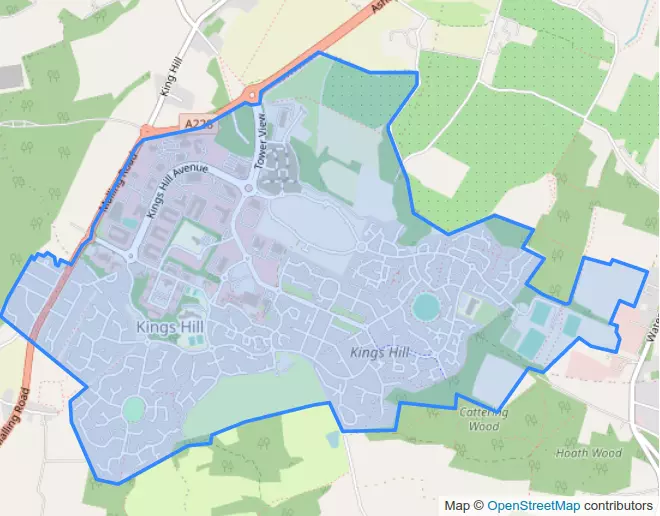 Ash
King Hill
A228
Tower View
Malling Road
Kings Hill Avenue
Kings Hill
Kings Hill
Wate
alling Road
Cattering
Wood
Hoath Wood
Map © OpenStreetMap contributors